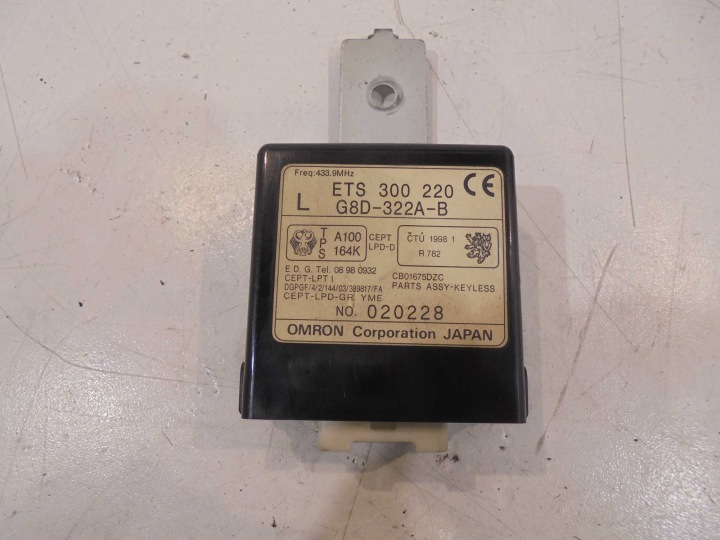 Freq:433.9MHz
ETS 300 220 CE
L G8D-322A-B
TPS A100 164K
CEPT LPD-D
ČTÚ 1998 1
R 782
E D. G. Tel. 08 98 0932
CEPT-LPT I
DGPGF/4/2/144/03/389817/FA
CEPT-LPD-GR YME
CB01675DZC
PARTS ASSY-KEYLESS
NO. 020228
OMRON Corporation JAPAN